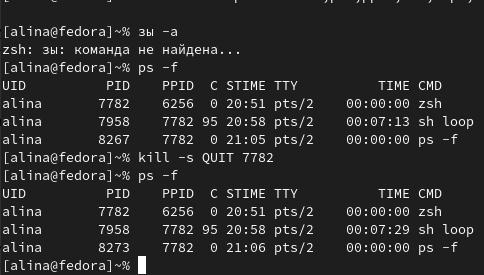 [alina@fedora]~% зы -a
zsh: зы: команда не найдена...
[alina@fedora]~% ps -f
UID PID PPID C STIME TTY TIME CMD
alina 7782 6256 0 20:51 pts/2 00:00:00 zsh
alina 7958 7782 95 20:58 pts/2 00:07:13 sh loop
alina 8267 7782 0 21:05 pts/2 00:00:00 ps -f
[alina@fedora]~% kill -s QUIT 7782
[alina@fedora]~% ps -f
UID PID PPID C STIME TTY TIME CMD
alina 7782 6256 0 20:51 pts/2 00:00:00 zsh
alina 7958 7782 95 20:58 pts/2 00:07:29 sh loop
alina 8273 7782 0 21:06 pts/2 00:00:00 ps -f
[alina@fedora]~%